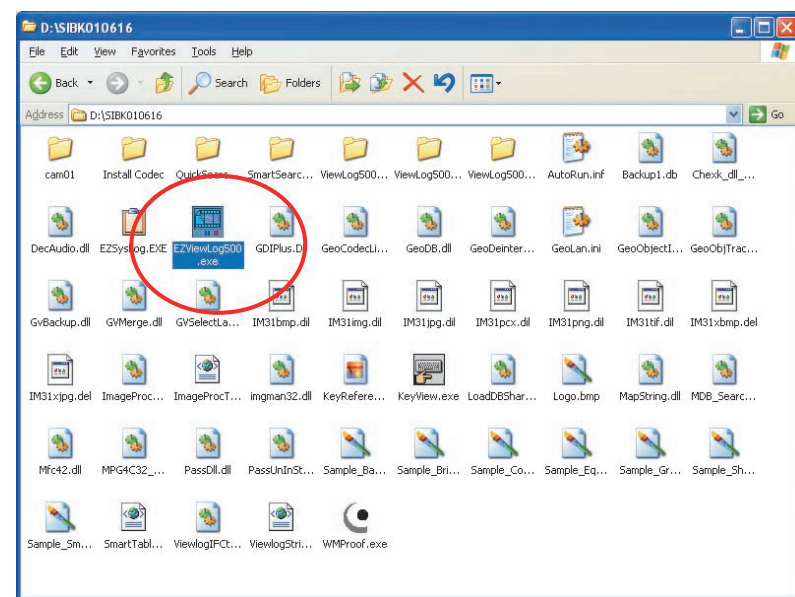 D:\SIBK010616
File Edit View Favorites Tools Help
Back Search Folders
Address D:\SIBK010616 Go
cam01 Install Codec QuickSearc... SmartSearc... ViewLog500... ViewLog500... ViewLog500... AutoRun.inf Backup1.db Chexk_dll_...
DecAudio.dll EZSysLog.EXE EZViewLog500 GDIPlus.D GeoCodecLi... GeoDB.dll GeoDeinter... GeoLan.ini GeoObjectI... GeoObjTrac...
.exe
GvBackup.dll GVMerge.dll GVSelectLa... IM31bmp.dil IM31img.dil IM31jpg.dil IM31pcx.dil IM31png.dil IM31tif.dil IM31xbmp.del
IM31xjpg.del ImageProc... ImageProcT... imgman32.dll KeyRefere... KeyView.exe LoadDBShar... Logo.bmp MapString.dll MDB_Searc...
Mfc42.dll MPG4C32_... PassDll.dll PassUnInSt... Sample_Ba... Sample_Bri... Sample_Co... Sample_Eq... Sample_Gr... Sample_Sh...
Sample_Sm... SmartTabl... ViewlogIFCt... ViewlogStri... WMProof.exe